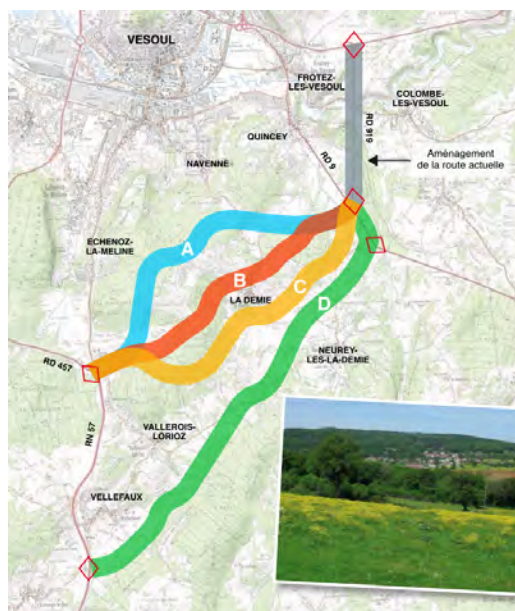 VESOUL
FROTEZ-
LES-VESOUL
COLOMBE-
LES-VESOUL
RD 919
QUINCEY
RD 9
Aménagement
de la route actuelle
NAVENNE
ECHENOZ-
LA-MELINE
A
B
LA DEMIE
C
D
NEUREY-
LES-LA-DEMIE
RD 457
RN 57
VALLEROIS-
LORIOZ
VELLEFAUX